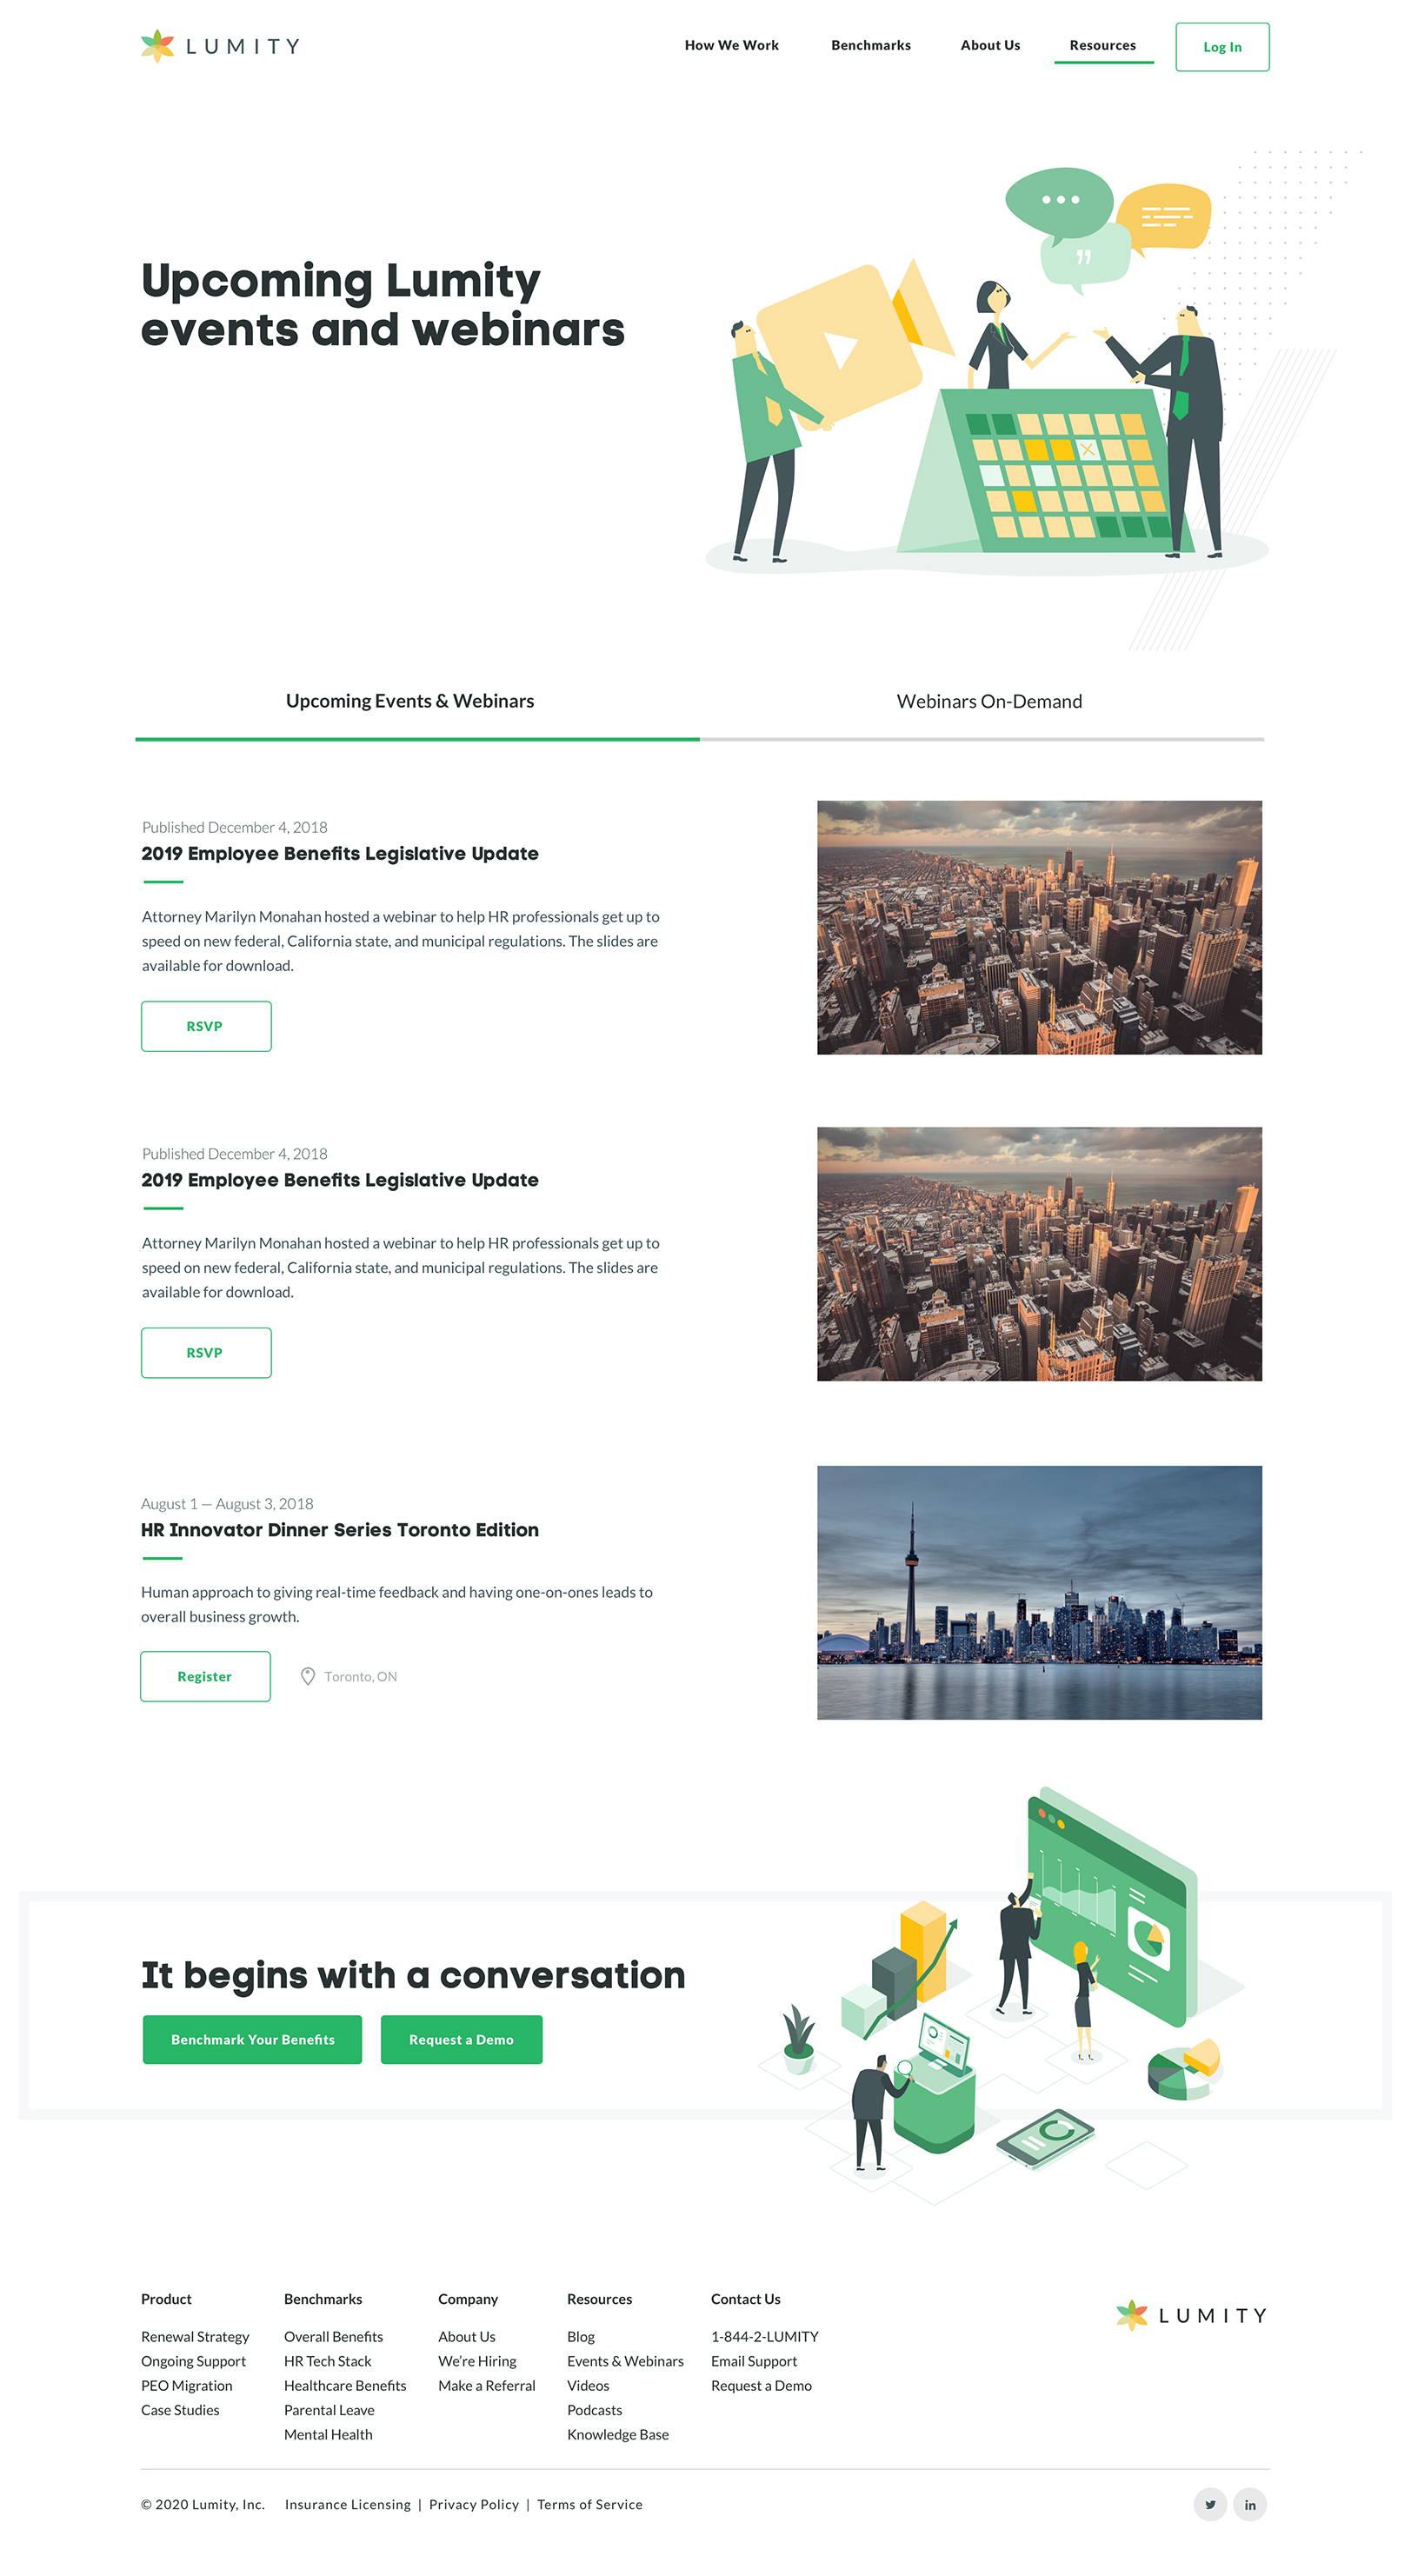 LUMITY
How We Work
Benchmarks
About Us
Resources
Log In
Upcoming Lumity
events and webinars
Upcoming Events & Webinars
Webinars On-Demand
Published December 4, 2018
2019 Employee Benefits Legislative Update
Attorney Marilyn Monahan hosted a webinar to help HR professionals get up to
speed on new federal, California state, and municipal regulations. The slides are
available for download.
RSVP
Published December 4, 2018
2019 Employee Benefits Legislative Update
Attorney Marilyn Monahan hosted a webinar to help HR professionals get up to
speed on new federal, California state, and municipal regulations. The slides are
available for download.
RSVP
August 1 — August 3, 2018
HR Innovator Dinner Series Toronto Edition
Human approach to giving real-time feedback and having one-on-ones leads to
overall business growth.
Register
Toronto, ON
It begins with a conversation
Benchmark Your Benefits
Request a Demo
Product
Renewal Strategy
Ongoing Support
PEO Migration
Case Studies
Benchmarks
Overall Benefits
HR Tech Stack
Healthcare Benefits
Parental Leave
Mental Health
Company
About Us
We're Hiring
Make a Referral
Resources
Blog
Events & Webinars
Videos
Podcasts
Knowledge Base
Contact Us
1-844-2-LUMITY
Email Support
Request a Demo
LUMITY
© 2020 Lumity, Inc. Insurance Licensing | Privacy Policy | Terms of Service
in